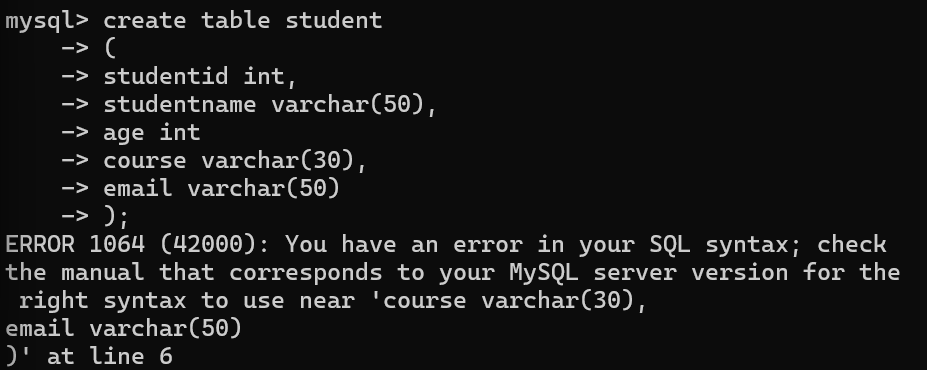 mysql> create table student
    -> (
    -> studentid int,
    -> studentname varchar(50),
    -> age int
    -> course varchar(30),
    -> email varchar(50)
    -> );
ERROR 1064 (42000): You have an error in your SQL syntax; check
the manual that corresponds to your MySQL server version for the
 right syntax to use near 'course varchar(30),
email varchar(50)
)' at line 6